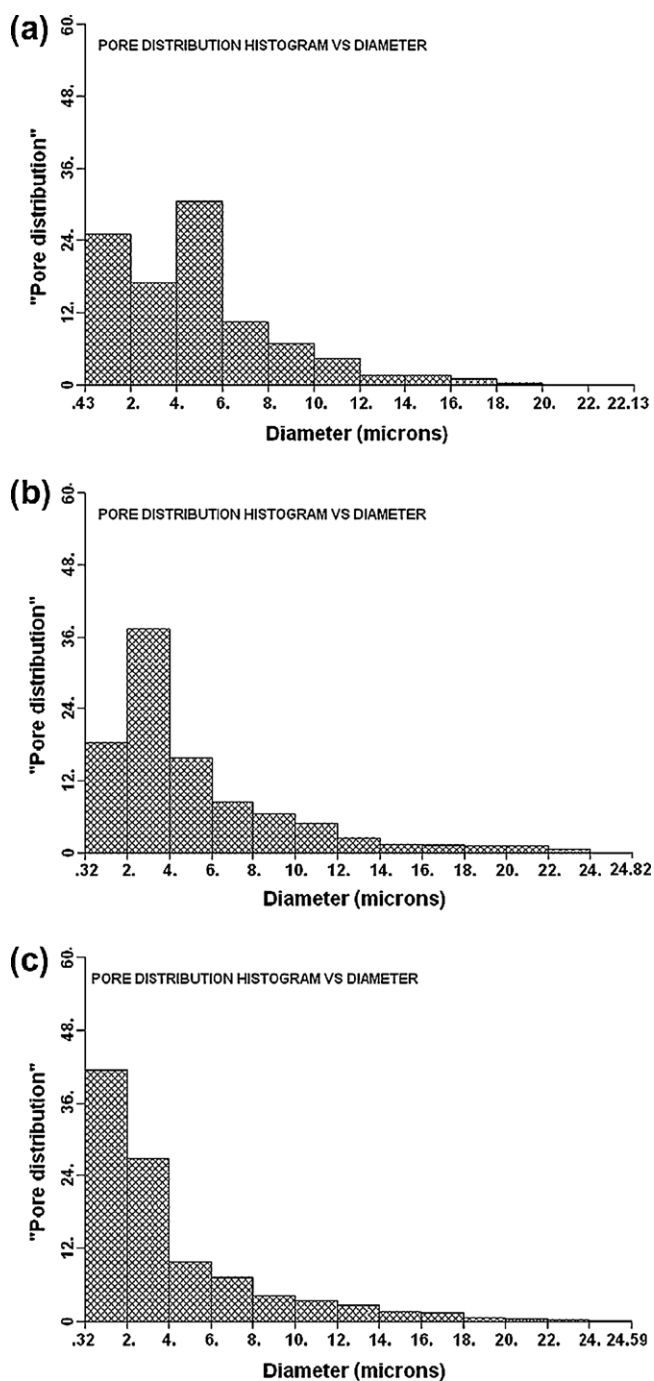 (a)
PORE DISTRIBUTION HISTOGRAM VS DIAMETER
60.
48.
36.
24.
12.
0
"Pore distribution"
.43 2. 4. 6. 8. 10. 12. 14. 16. 18. 20. 22. 22.13
Diameter (microns)
(b)
PORE DISTRIBUTION HISTOGRAM VS DIAMETER
60.
48.
36.
24.
12.
0
"Pore distribution"
.32 2. 4. 6. 8. 10. 12. 14. 16. 18. 20. 22. 24. 24.82
Diameter (microns)
(c)
PORE DISTRIBUTION HISTOGRAM VS DIAMETER
60.
48.
36.
24.
12.
0
"Pore distribution"
.32 2. 4. 6. 8. 10. 12. 14. 16. 18. 20. 22. 24.59
Diameter (microns)